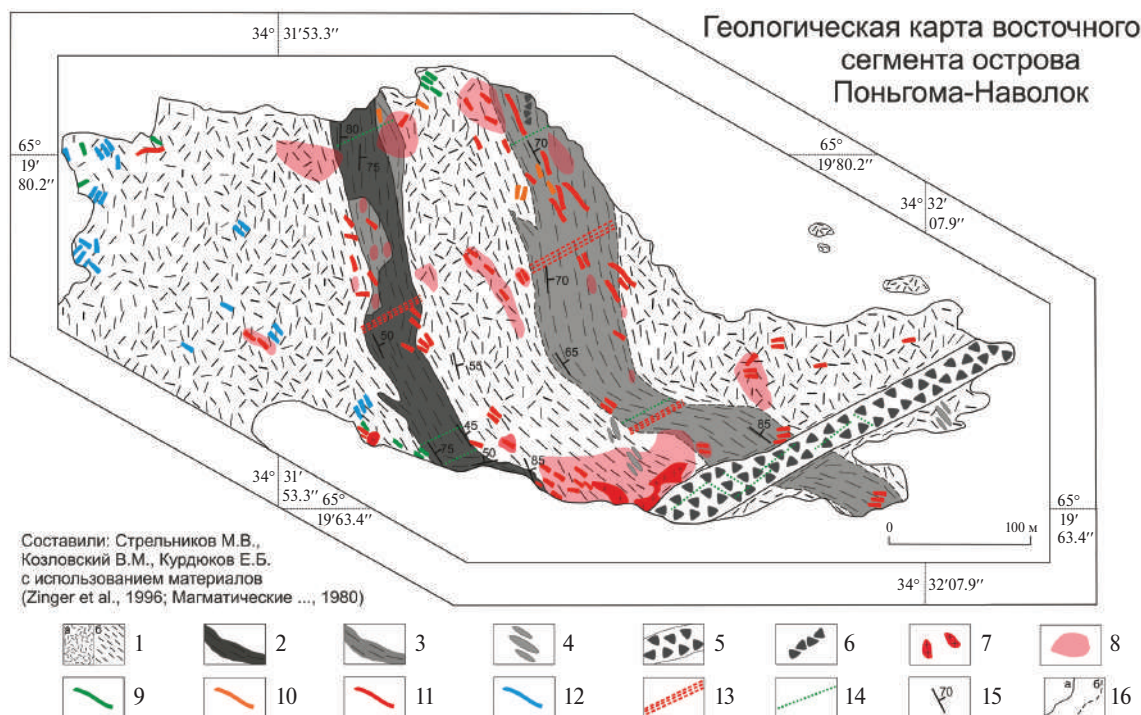 Геологическая карта восточного
сегмента острова
Поньгома-Наволок
34° 31′53.3′′
65°
19′
80.2′′
65°
19′80.2′′
34° 32′
07.9′′
80
75
70
70
50
55
65
45
75
50
85
85
34° 31′
53.3′′
65°
19′63.4′′
65°
19′
63.4′′
34° 32′07.9′′
0 100 м
Составили: Стрельников М.В.,
Козловский В.М., Курдюков Е.Б.
с использованием материалов
(Zinger et al., 1996; Магматические ..., 1980)
а б 1 2 3 4 5 6 7 8
9 10 11 12 13 14 70 15 а б 16